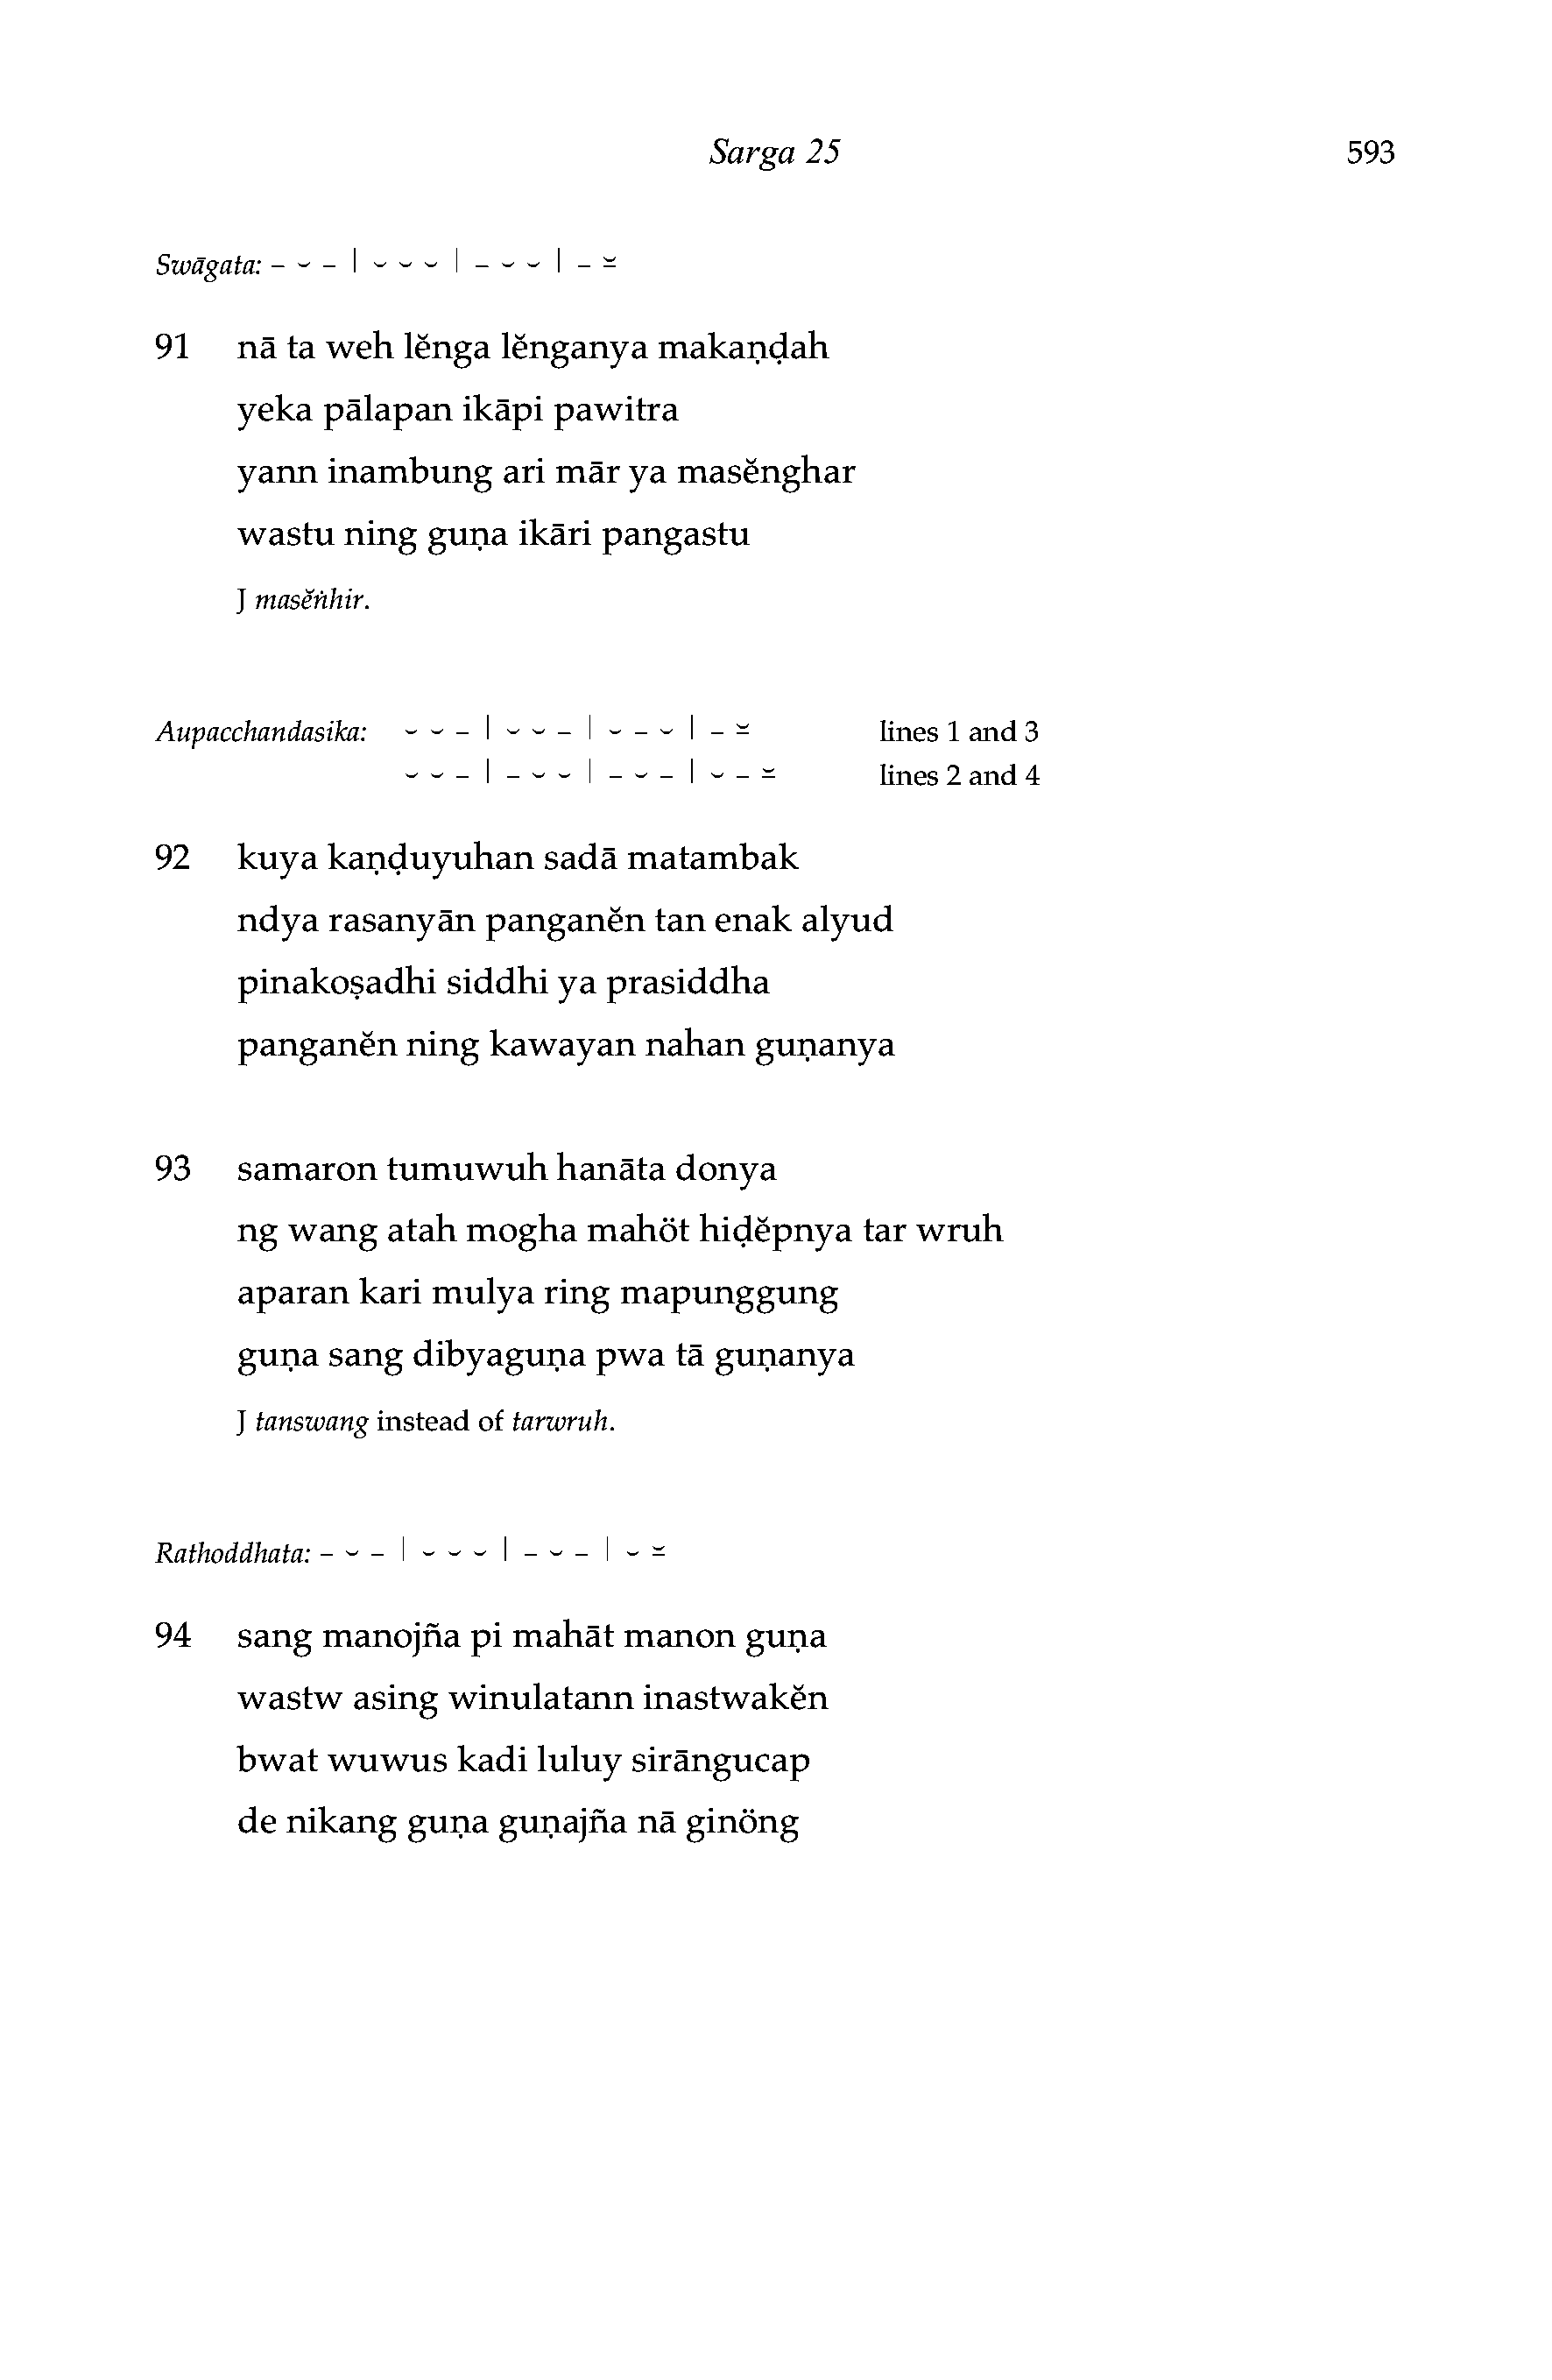 Sarga 25 593
Swāgata: – ⏑ – | ⏑ ⏑ ⏑ | – ⏑ ⏑ | – ⏓
91 nā ta weh lĕnga lĕnganya makaṇḍah
yeka pālapan ikāpi pawitra
yann inambung ari mār ya masĕnghar
wastu ning guṇa ikāri pangastu
J masĕṅhir.
Aupacchandasika: ⏑ ⏑ – | ⏑ ⏑ – | ⏑ – ⏑ | – ⏓ lines 1 and 3
⏑ ⏑ – | – ⏑ ⏑ | – ⏑ – | ⏑ – ⏓ lines 2 and 4
92 kuya kaṇḍuyuhan sadā matambak
ndya rasanyān panganĕn tan enak alyud
pinakoṣadhi siddhi ya prasiddha
panganĕn ning kawayan nahan guṇanya
93 samaron tumuwuh hanāta donya
ng wang atah mogha mahöt hiḍĕpnya tar wruh
aparan kari mulya ring mapunggung
guṇa sang dibyaguṇa pwa tā guṇanya
J tanswang instead of tarwruh.
Rathoddhata: – ⏑ – | ⏑ ⏑ ⏑ | – ⏑ – | ⏑ ⏓
94 sang manojña pi mahāt manon guṇa
wastw asing winulatann inastwakĕn
bwat wuwus kadi luluy sirāngucap
de nikang guṇa guṇajña nā ginöng